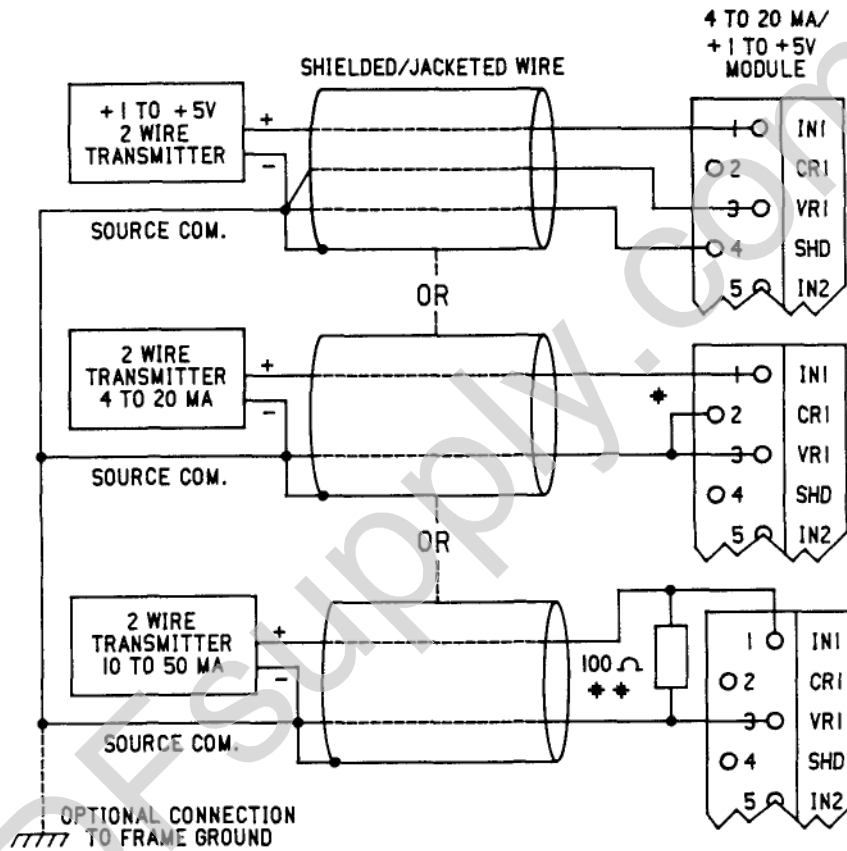 4 TO 20 MA/
+1 TO +5V
MODULE
SHIELDED/JACKETED WIRE
+1 TO +5V
2 WIRE
TRANSMITTER
+
-
SOURCE COM.
1 IN1
2 CR1
3 VR1
4 SHD
5 IN2
OR
2 WIRE
TRANSMITTER
4 TO 20 MA
+
-
SOURCE COM.
*
1 IN1
2 CR1
3 VR1
4 SHD
5 IN2
OR
2 WIRE
TRANSMITTER
10 TO 50 MA
+
-
SOURCE COM.
100 Ω
* *
1 IN1
2 CR1
3 VR1
4 SHD
5 IN2
OPTIONAL CONNECTION
TO FRAME GROUND
DFsupply.com